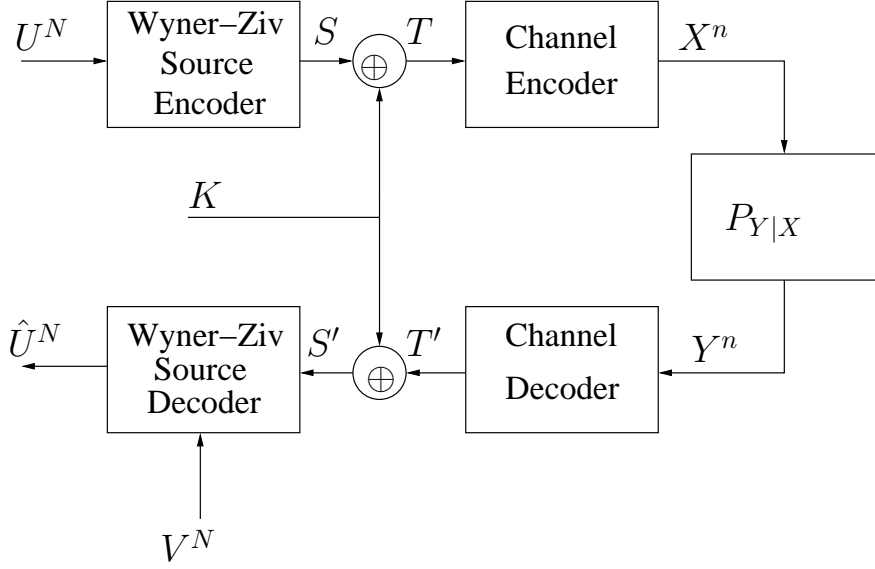 U^N
Wyner–Ziv
Source
Encoder
S
⊕
T
Channel
Encoder
X^n
K
P_{Y|X}
Û^N
Wyner–Ziv
Source
Decoder
S′
⊕
T′
Channel
Decoder
Y^n
V^N